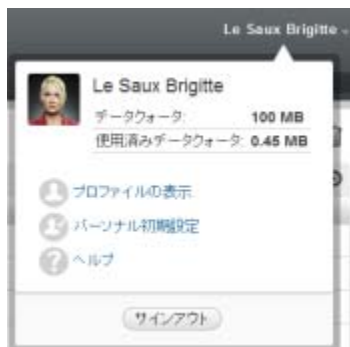 Le Saux Brigitte
Le Saux Brigitte
データクォータ: 100 MB
使用済みデータクォータ: 0.45 MB
プロファイルの表示
パーソナル初期設定
ヘルプ
サインアウト